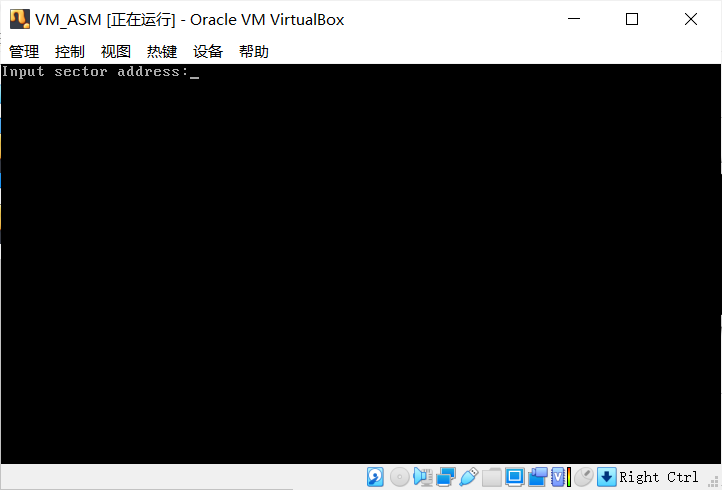 VM_ASM [正在运行] - Oracle VM VirtualBox
管理 控制 视图 热键 设备 帮助
Input sector address:_
Right Ctrl